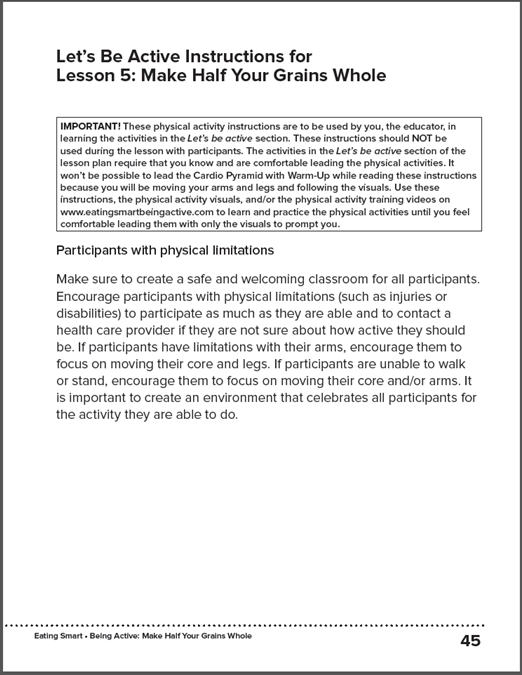 Let's Be Active Instructions for
Lesson 5: Make Half Your Grains Whole
IMPORTANT! These physical activity instructions are to be used by you, the educator, in
learning the activities in the Let's be active section. These instructions should NOT be
used during the lesson with participants. The activities in the Let's be active section of the
lesson plan require that you know and are comfortable leading the physical activities. It
won't be possible to lead the Cardio Pyramid with Warm-Up while reading these instructions
because you will be moving your arms and legs and following the visuals. Use these
instructions, the physical activity visuals, and/or the physical activity training videos on
www.eatingsmartbeingactive.com to learn and practice the physical activities until you feel
comfortable leading them with only the visuals to prompt you.
Participants with physical limitations
Make sure to create a safe and welcoming classroom for all participants.
Encourage participants with physical limitations (such as injuries or
disabilities) to participate as much as they are able and to contact a
health care provider if they are not sure about how active they should
be. If participants have limitations with their arms, encourage them to
focus on moving their core and legs. If participants are unable to walk
or stand, encourage them to focus on moving their core and/or arms. It
is important to create an environment that celebrates all participants for
the activity they are able to do.
Eating Smart • Being Active: Make Half Your Grains Whole
45